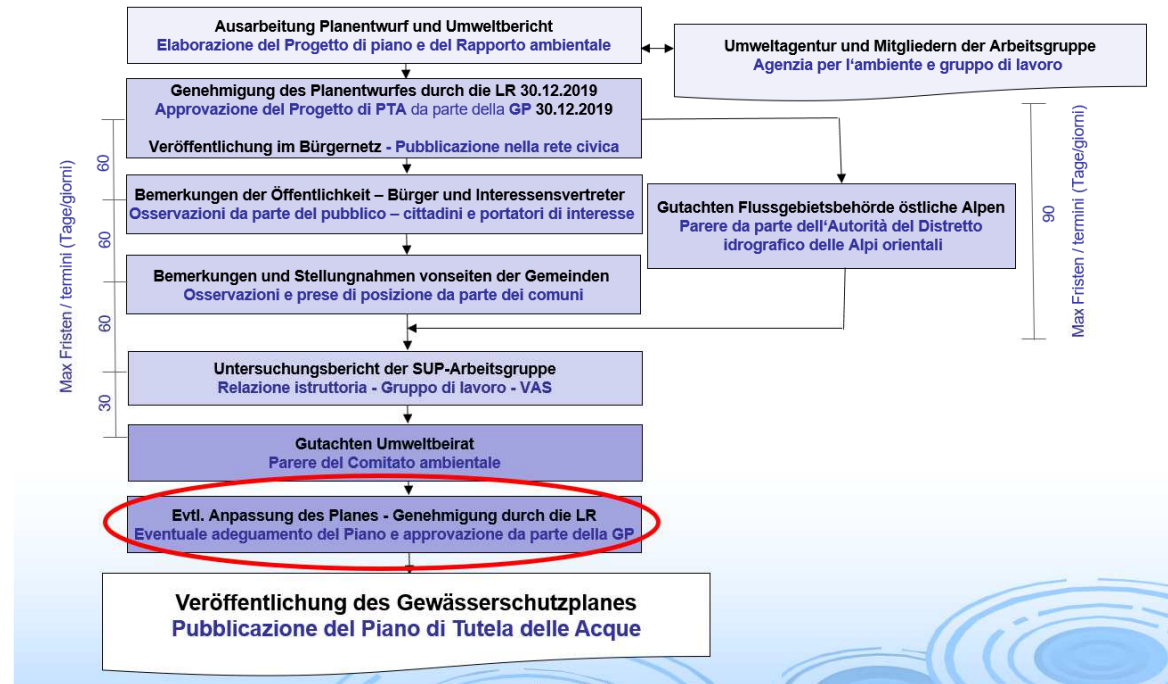 Ausarbeitung Planentwurf und Umweltbericht
Elaborazione del Progetto di piano e del Rapporto ambientale
Umweltagentur und Mitgliedern der Arbeitsgruppe
Agenzia per l'ambiente e gruppo di lavoro
Genehmigung des Planentwurfes durch die LR 30.12.2019
Approvazione del Progetto di PTA da parte della GP 30.12.2019
Veröffentlichung im Bürgernetz - Pubblicazione nella rete civica
Bemerkungen der Öffentlichkeit – Bürger und Interessensvertreter
Osservazioni da parte del pubblico – cittadini e portatori di interesse
Gutachten Flussgebietsbehörde östliche Alpen
Parere da parte dell'Autorità del Distretto
idrografico delle Alpi orientali
Bemerkungen und Stellungnahmen vonseiten der Gemeinden
Osservazioni e prese di posizione da parte dei comuni
Untersuchungsbericht der SUP-Arbeitsgruppe
Relazione istruttoria - Gruppo di lavoro - VAS
Gutachten Umweltbeirat
Parere del Comitato ambientale
Evtl. Anpassung des Planes - Genehmigung durch die LR
Eventuale adeguamento del Piano e approvazione da parte della GP
Veröffentlichung des Gewässerschutzplanes
Pubblicazione del Piano di Tutela delle Acque
Max Fristen / termini (Tage/giorni)
60
60
60
30
90
Max Fristen / termini (Tage/giorni)